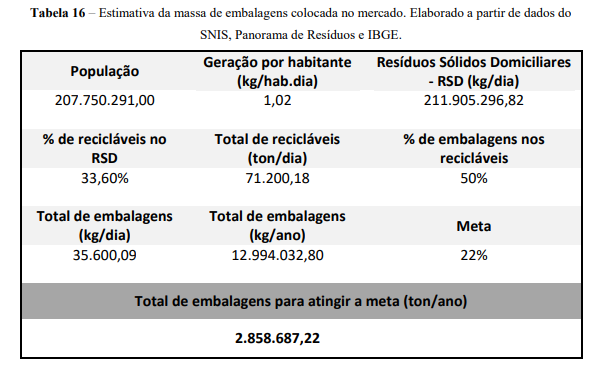 Tabela 16 – Estimativa da massa de embalagens colocada no mercado. Elaborado a partir de dados do
SNIS, Panorama de Resíduos e IBGE.
População
Geração por habitante
(kg/hab.dia)
Resíduos Sólidos Domiciliares
- RSD (kg/dia)
207.750.291,00
1,02
211.905.296,82
% de recicláveis no
RSD
Total de recicláveis
(ton/dia)
% de embalagens nos
recicláveis
33,60%
71.200,18
50%
Total de embalagens
(kg/dia)
Total de embalagens
(kg/ano)
Meta
35.600,09
12.994.032,80
22%
Total de embalagens para atingir a meta (ton/ano)
2.858.687,22